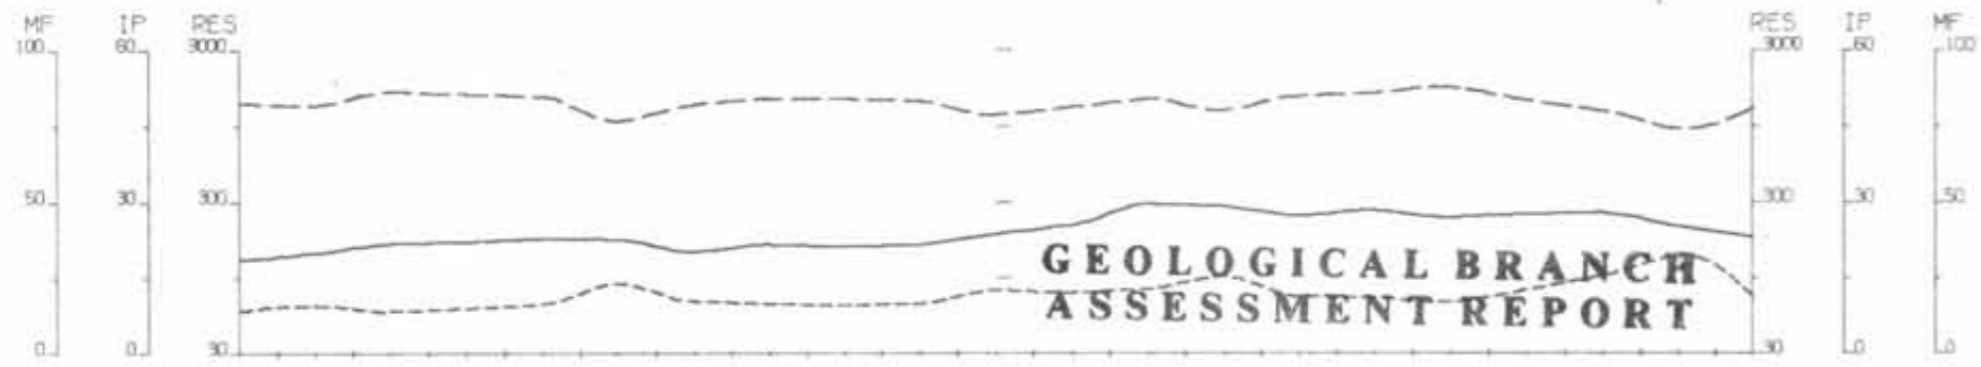 MF IP RES RES IP MF
100 60 3000 3000 60 100
50 30 300 300 30 50
GEOLOGICAL BRANCH
ASSESSMENT REPORT
0 0 30 30 0 0